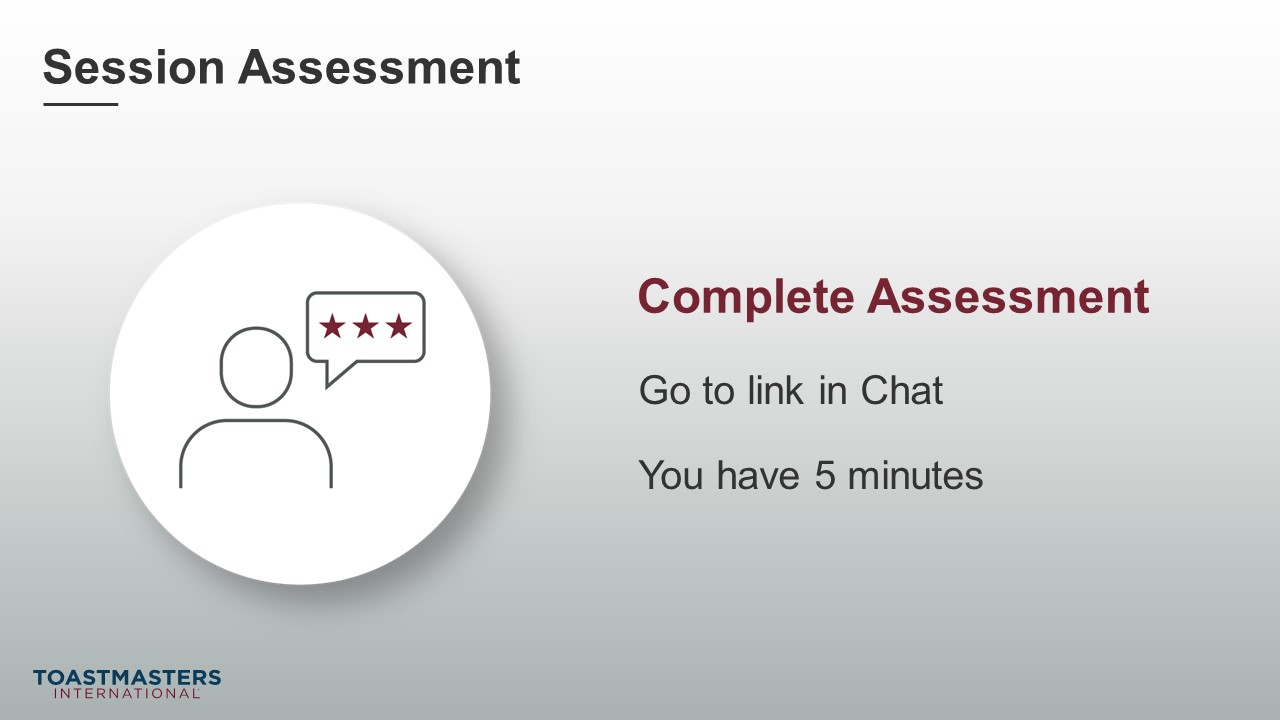 Session Assessment
Complete Assessment
Go to link in Chat
You have 5 minutes
TOASTMASTERS
INTERNATIONAL